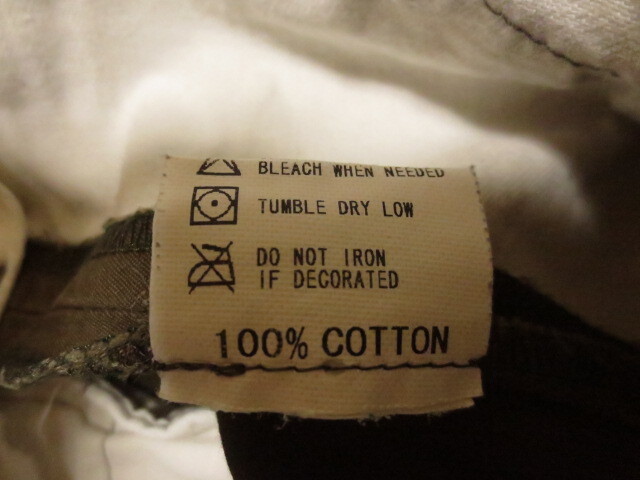 BLEACH WHEN NEEDED
TUMBLE DRY LOW
DO NOT IRON
IF DECORATED
100% COTTON